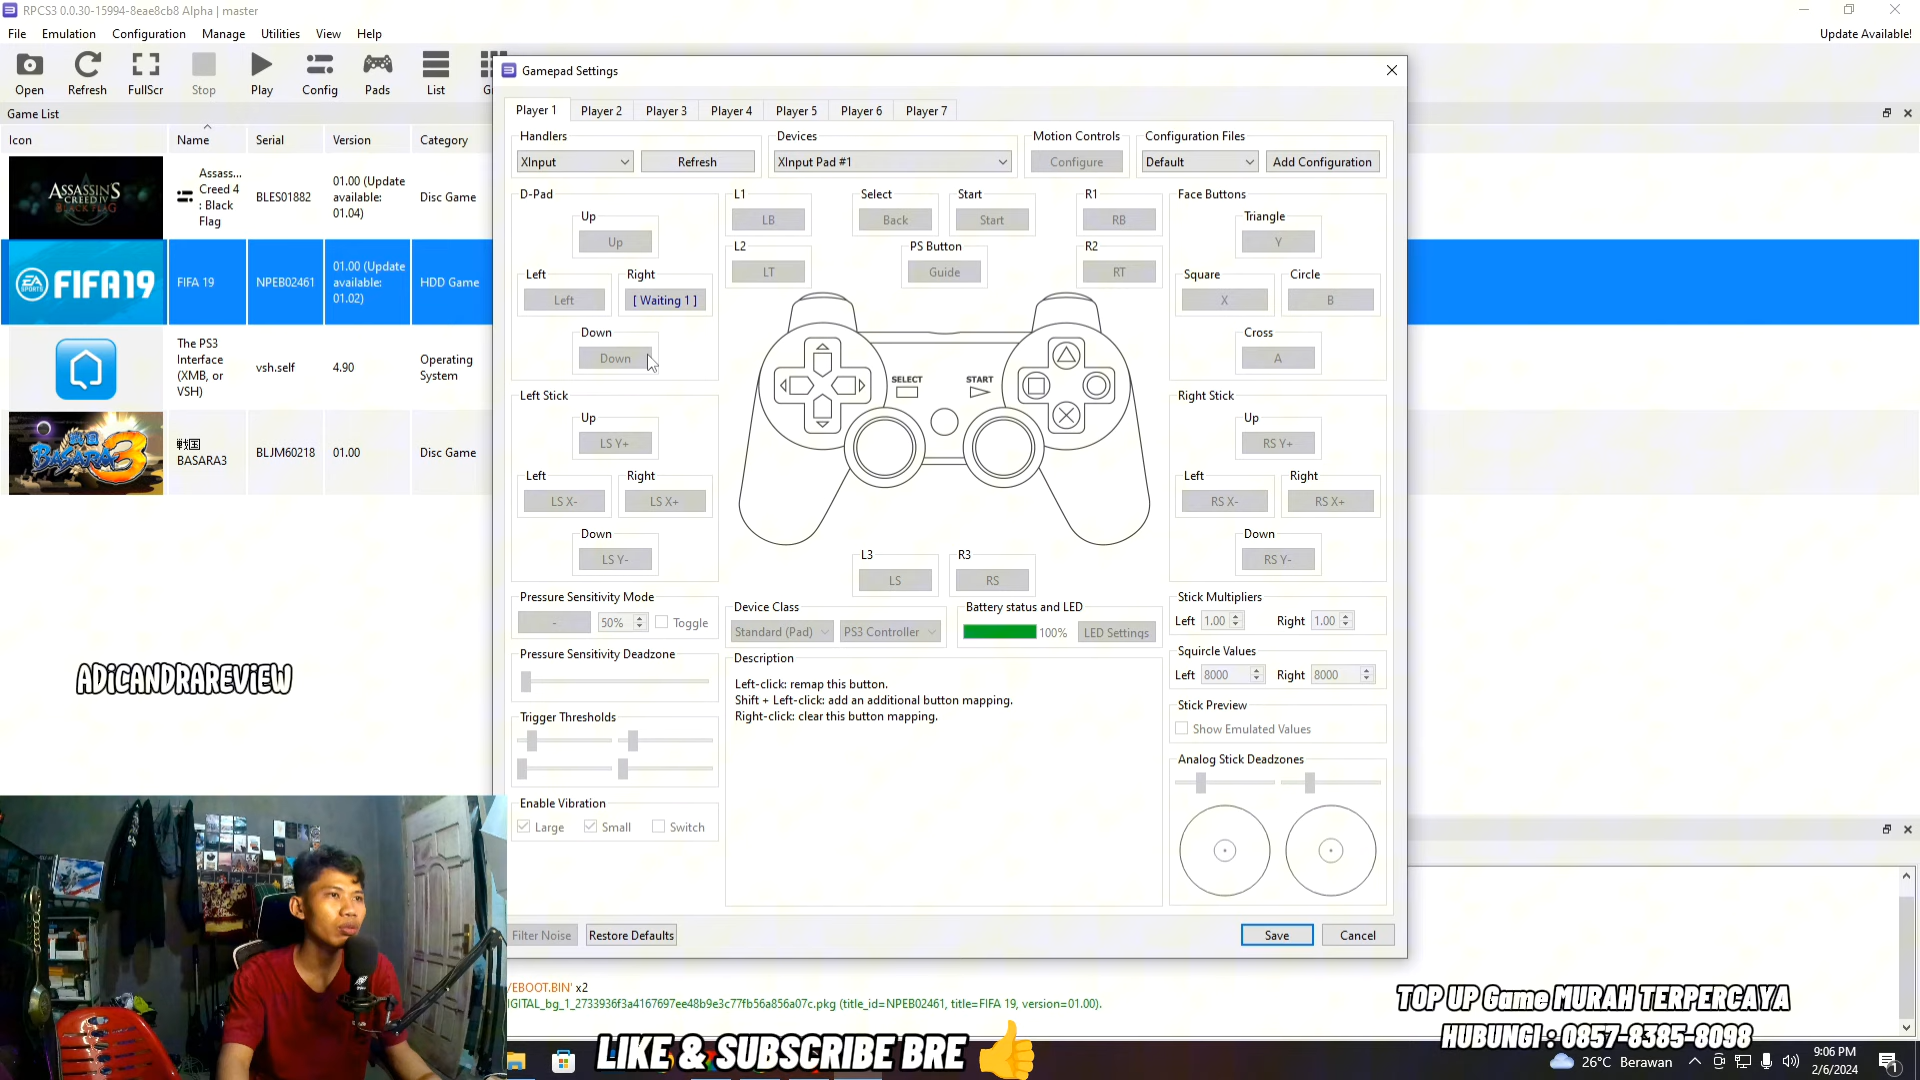 RPCS3 0.0.30-15994-8eae8cb8 Alpha | master
File Emulation Configuration Manage Utilities View Help
Update Available!
Open Refresh FullScr Stop Play Config Pads List
Game List
Icon Name Serial Version Category
ASSASSIN'S CREED IV BLACK FLAG
Assass...
Creed 4
: Black
Flag
BLES01882
01.00 (Update
available:
01.04)
Disc Game
EA SPORTS FIFA19
FIFA 19
NPEB02461
01.00 (Update
available:
01.02)
HDD Game
The PS3
Interface
(XMB, or
VSH)
vsh.self
4.90
Operating
System
BASARA 3
戦国
BASARA3
BLJM60218
01.00
Disc Game
Gamepad Settings
Player 1 Player 2 Player 3 Player 4 Player 5 Player 6 Player 7
Handlers Devices Motion Controls Configuration Files
XInput Refresh XInput Pad #1 Configure Default Add Configuration
D-Pad L1 Select Start R1 Face Buttons
LB Back Start RB
Up Triangle
Up Y
L2 PS Button R2
LT Guide RT
Left Right Square Circle
Left [ Waiting 1 ] X B
Down Cross
Down A
SELECT START
Left Stick Right Stick
Up Up
LS Y+ RS Y+
Left Right Left Right
LS X- LS X+ RS X- RS X+
Down Down
LS Y- RS Y-
L3 R3
LS RS
Pressure Sensitivity Mode Device Class Battery status and LED Stick Multipliers
- 50% Toggle Standard (Pad) PS3 Controller 100% LED Settings Left 1.00 Right 1.00
Pressure Sensitivity Deadzone Description Squircle Values
Left 8000 Right 8000
Left-click: remap this button.
Shift + Left-click: add an additional button mapping.
Right-click: clear this button mapping.
Trigger Thresholds
Stick Preview
Show Emulated Values
Analog Stick Deadzones
Enable Vibration
Large Small Switch
Filter Noise Restore Defaults Save Cancel
ADiCANDRAREViEW
/EBOOT.BIN' x2
IGITAL_bg_1_2733936f3a4167697ee48b9e3c77fb56a856a07c.pkg (title_id=NPEB02461, title=FIFA 19, version=01.00).
TOP UP Game MURAH TERPERCAYA
HUBUNGI : 0857-8385-8098
LIKE & SUBSCRIBE BRE
26°C Berawan
9:06 PM
2/6/2024
1